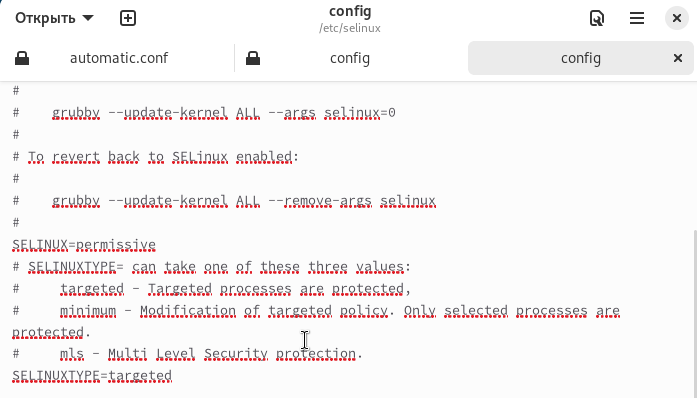 Открыть
config
/etc/selinux
automatic.conf
config
config
#
#    grubby --update-kernel ALL --args selinux=0
#
# To revert back to SELinux enabled:
#
#    grubby --update-kernel ALL --remove-args selinux
#
SELINUX=permissive
# SELINUXTYPE= can take one of these three values:
#     targeted - Targeted processes are protected,
#     minimum - Modification of targeted policy. Only selected processes are
protected.
#     mls - Multi Level Security protection.
SELINUXTYPE=targeted